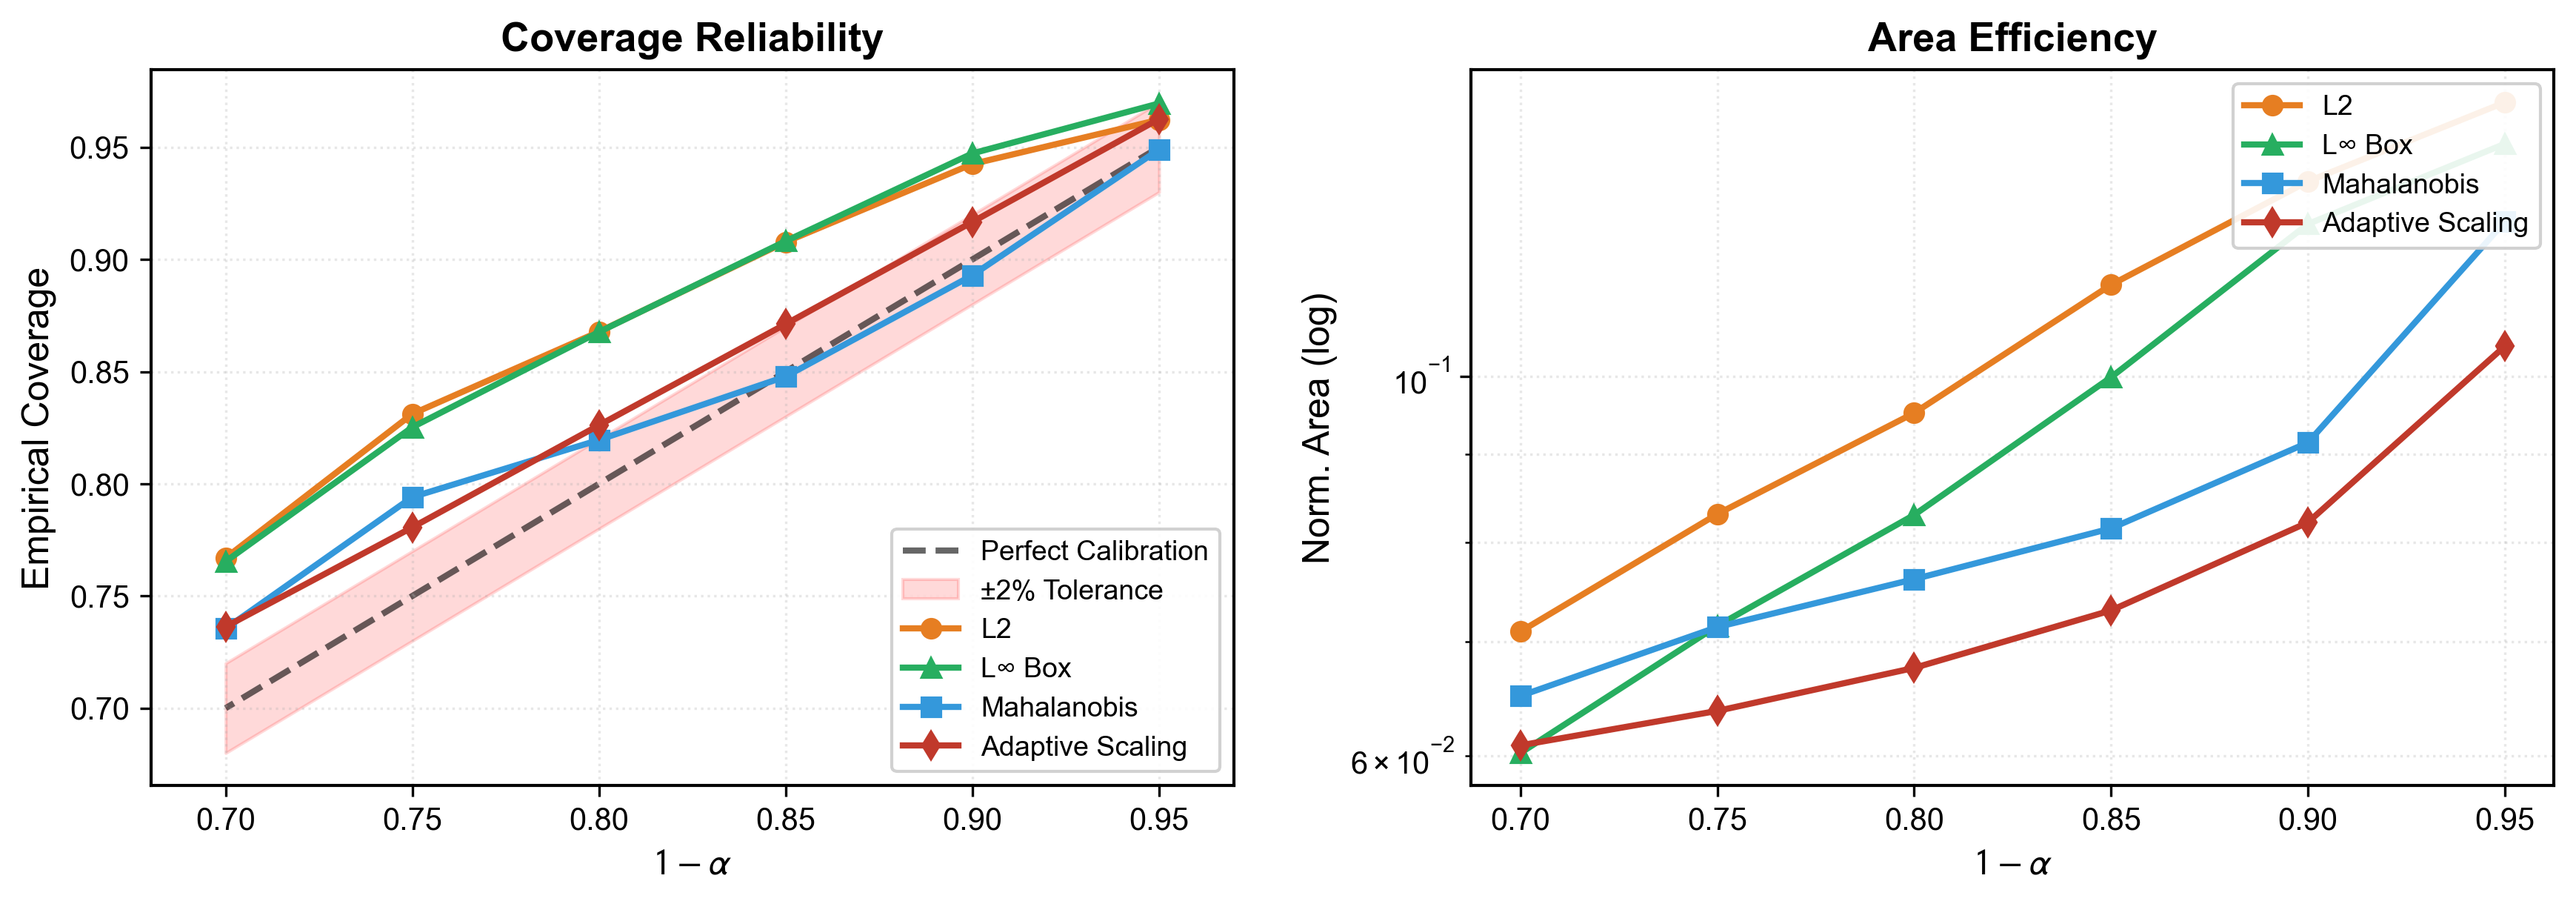 Coverage Reliability
Empirical Coverage
0.95
0.90
0.85
0.80
0.75
0.70
0.70 0.75 0.80 0.85 0.90 0.95
1 − α
Perfect Calibration
±2% Tolerance
L2
L∞ Box
Mahalanobis
Adaptive Scaling
Area Efficiency
Norm. Area (log)
10⁻¹
6 × 10⁻²
0.70 0.75 0.80 0.85 0.90 0.95
1 − α
L2
L∞ Box
Mahalanobis
Adaptive Scaling